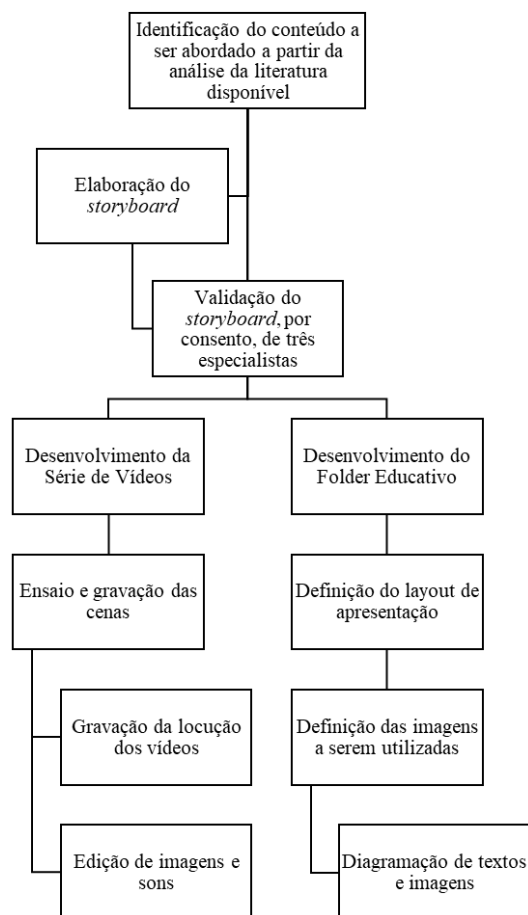 Identificação do conteúdo a
ser abordado a partir da
análise da literatura
disponível
Elaboração do
storyboard
Validação do
storyboard, por
consento, de três
especialistas
Desenvolvimento da
Série de Vídeos
Desenvolvimento do
Folder Educativo
Ensaio e gravação das
cenas
Definição do layout de
apresentação
Gravação da locução
dos vídeos
Definição das imagens
a serem utilizadas
Edição de imagens e
sons
Diagramação de textos
e imagens